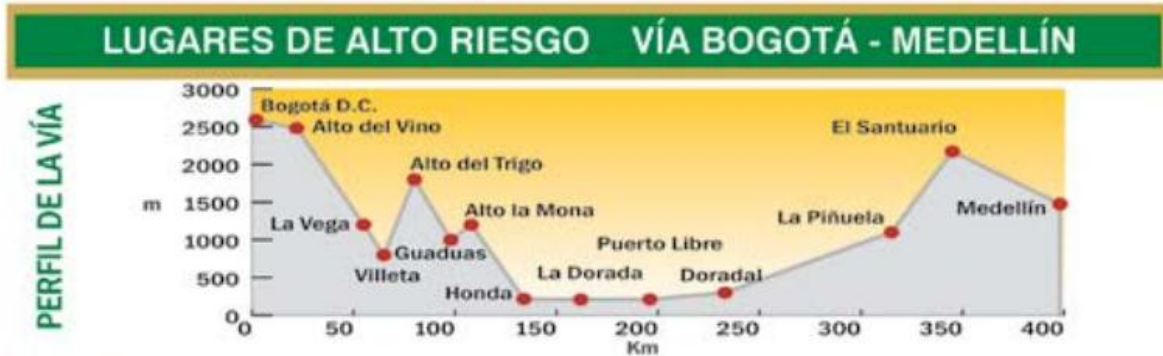 LUGARES DE ALTO RIESGO VÍA BOGOTÁ - MEDELLÍN
PERFIL DE LA VÍA
m
3000
2500
2000
1500
1000
500
0
Bogotá D.C.
Alto del Vino
La Vega
Villeta
Alto del Trigo
Guaduas
Alto la Mona
Honda
La Dorada
Puerto Libre
Doradal
La Piñuela
El Santuario
Medellín
0 50 100 150 200 250 300 350 400
Km